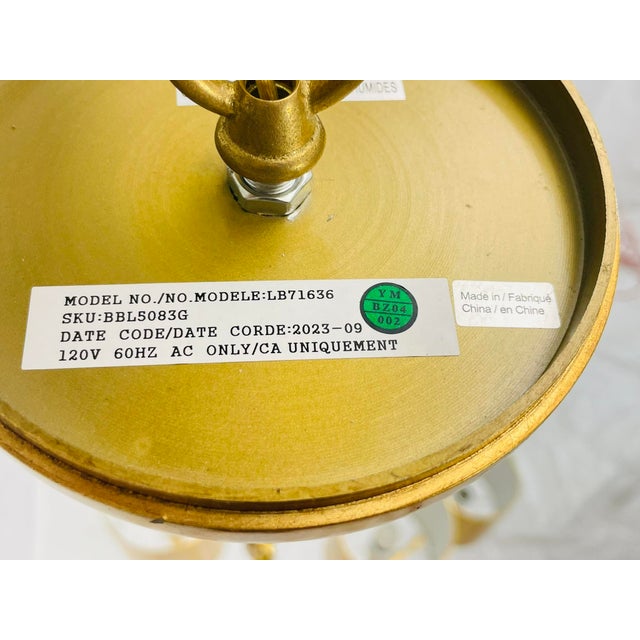 HUMIDES
MODEL NO./NO.MODELE:LB71636
SKU:BBL5083G
DATE CODE/DATE CORDE:2023-09
120V 60HZ AC ONLY/CA UNIQUEMENT
YM
BZ04
002
Made in / Fabriqué
China / en Chine